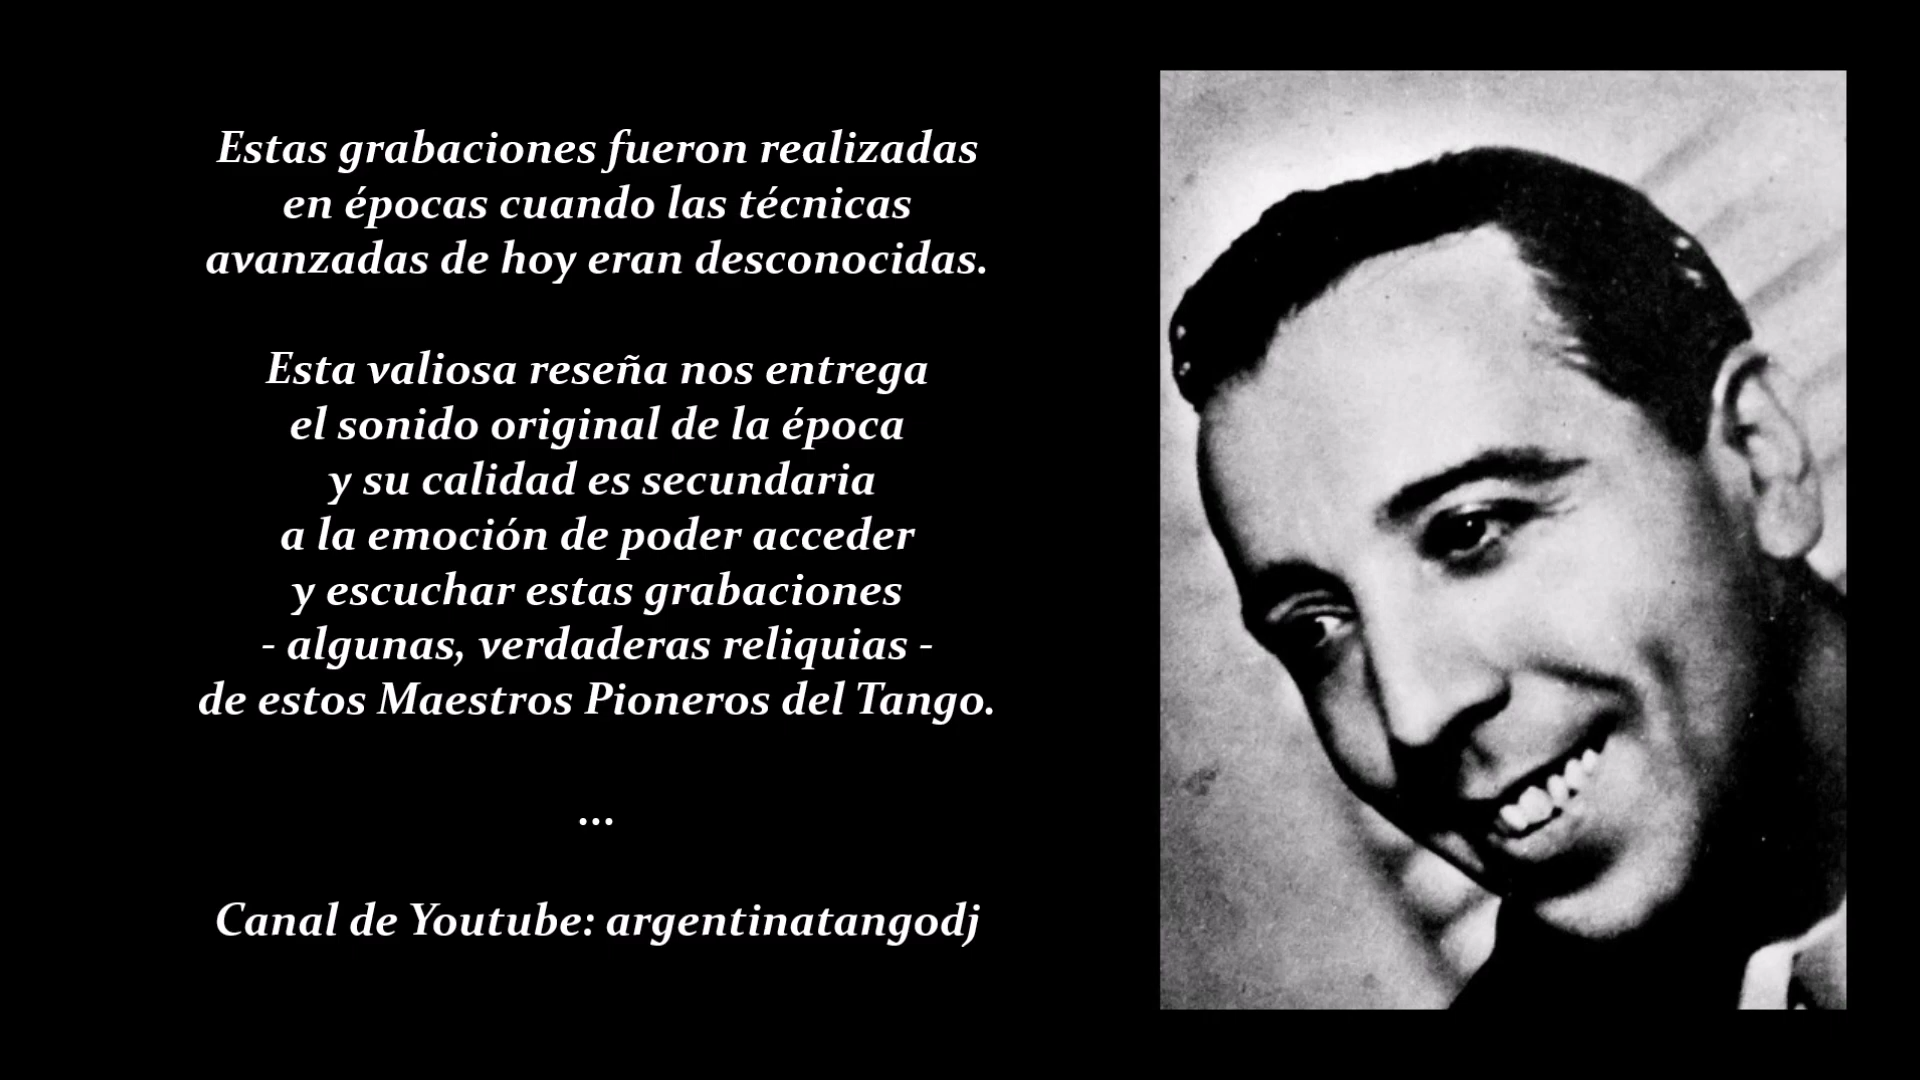 Estas grabaciones fueron realizadas
en épocas cuando las técnicas
avanzadas de hoy eran desconocidas.
Esta valiosa reseña nos entrega
el sonido original de la época
y su calidad es secundaria
a la emoción de poder acceder
y escuchar estas grabaciones
- algunas, verdaderas reliquias -
de estos Maestros Pioneros del Tango.
...
Canal de Youtube: argentinatangodj